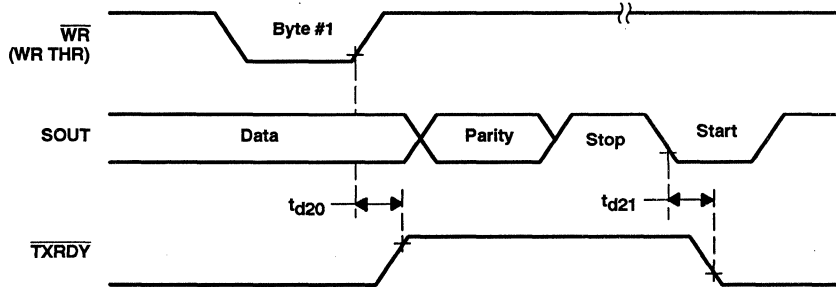 WR
(WR THR)
Byte #1
SOUT
Data
Parity
Stop
Start
td20
td21
TXRDY